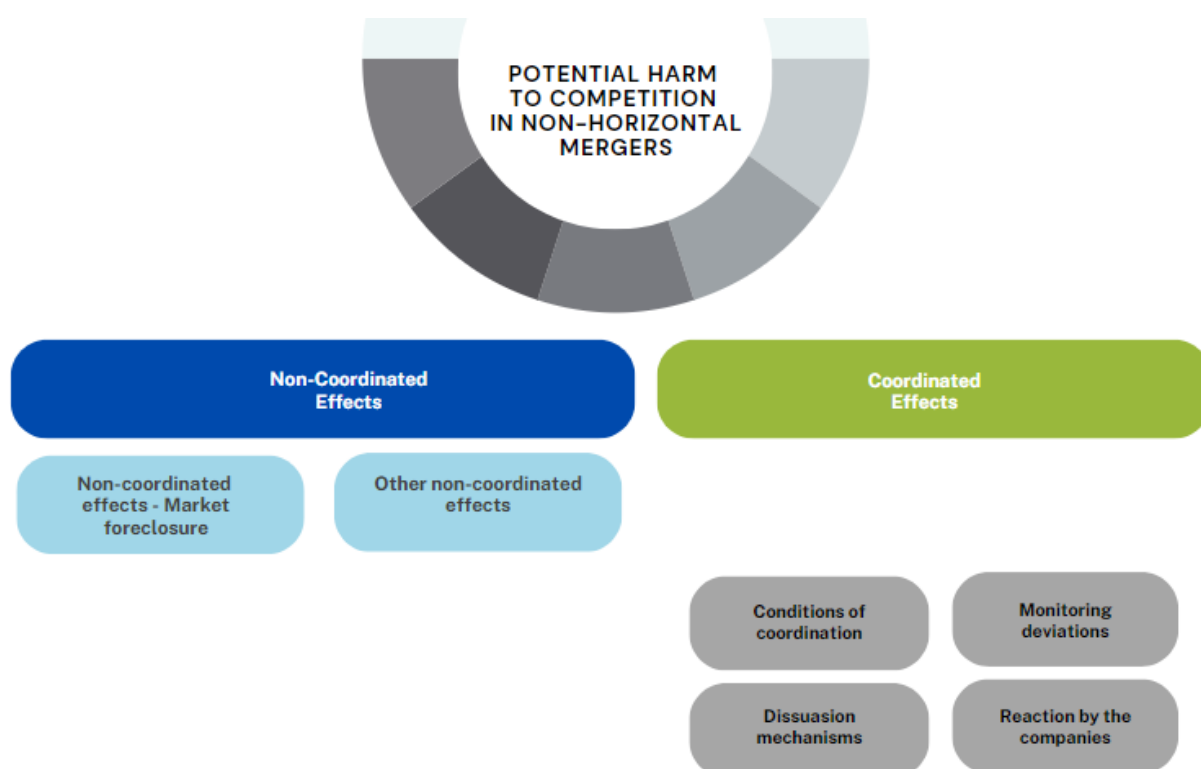 POTENTIAL HARM
TO COMPETITION
IN NON-HORIZONTAL
MERGERS
Non-Coordinated
Effects
Coordinated
Effects
Non-coordinated
effects - Market
foreclosure
Other non-coordinated
effects
Conditions of
coordination
Monitoring
deviations
Dissuasion
mechanisms
Reaction by the
companies